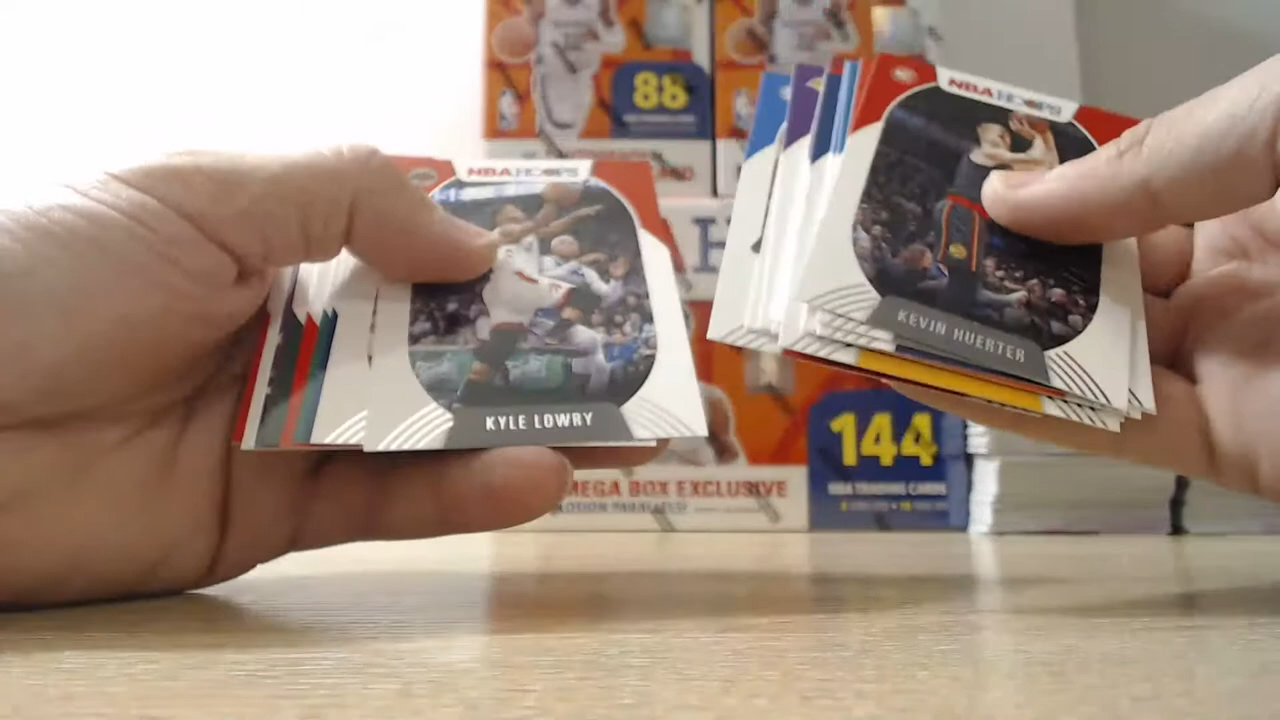 88
NBA HOOPS
NBA HOOPS
H
KEVIN HUERTER
KYLE LOWRY
144
NBA TRADING CARDS
MEGA BOX EXCLUSIVE